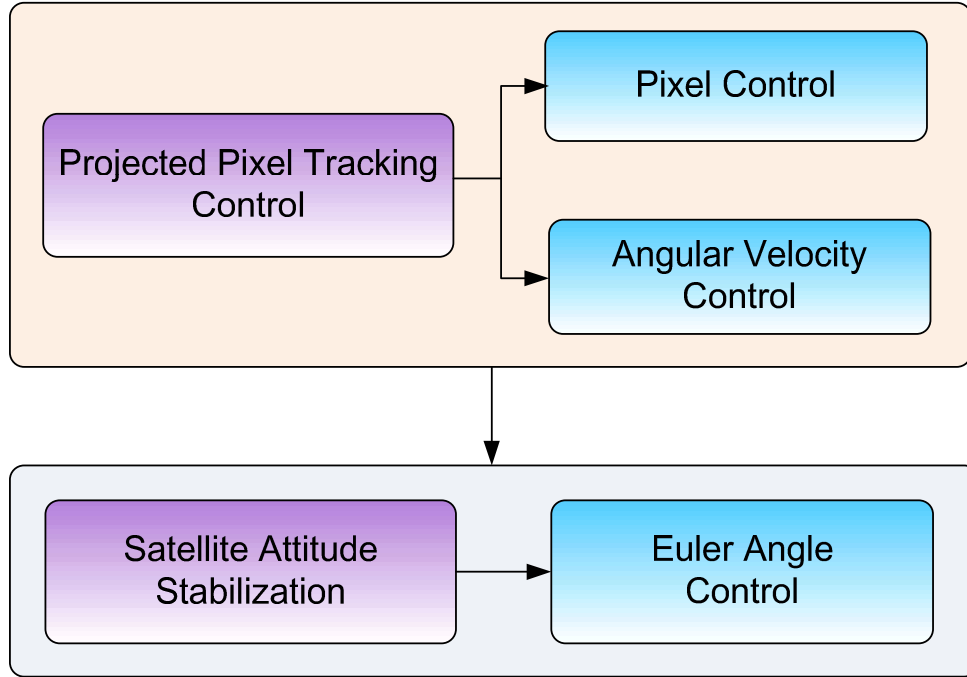 Projected Pixel Tracking
Control
Pixel Control
Angular Velocity
Control
Satellite Attitude
Stabilization
Euler Angle
Control